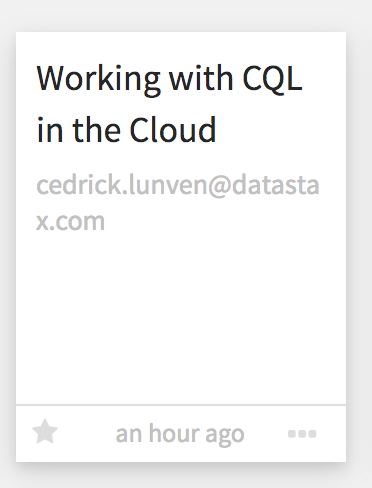 Working with CQL
in the Cloud
cedrick.lunven@datasta
x.com
an hour ago